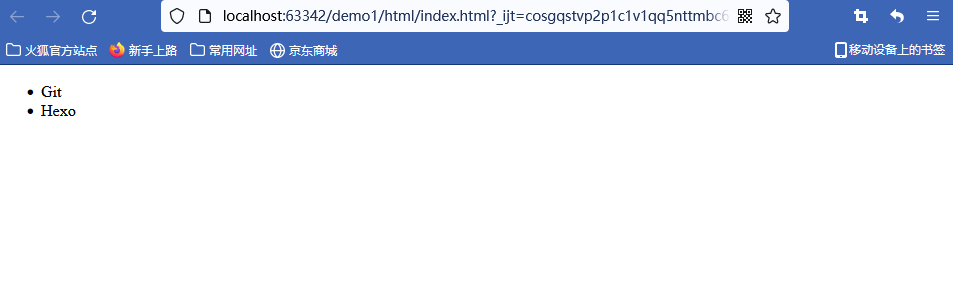 localhost:63342/demo1/html/index.html?_ijt=cosgqstvp2p1c1v1qq5nttmbc6
火狐官方站点 新手上路 常用网址 京东商城 移动设备上的书签
Git
Hexo